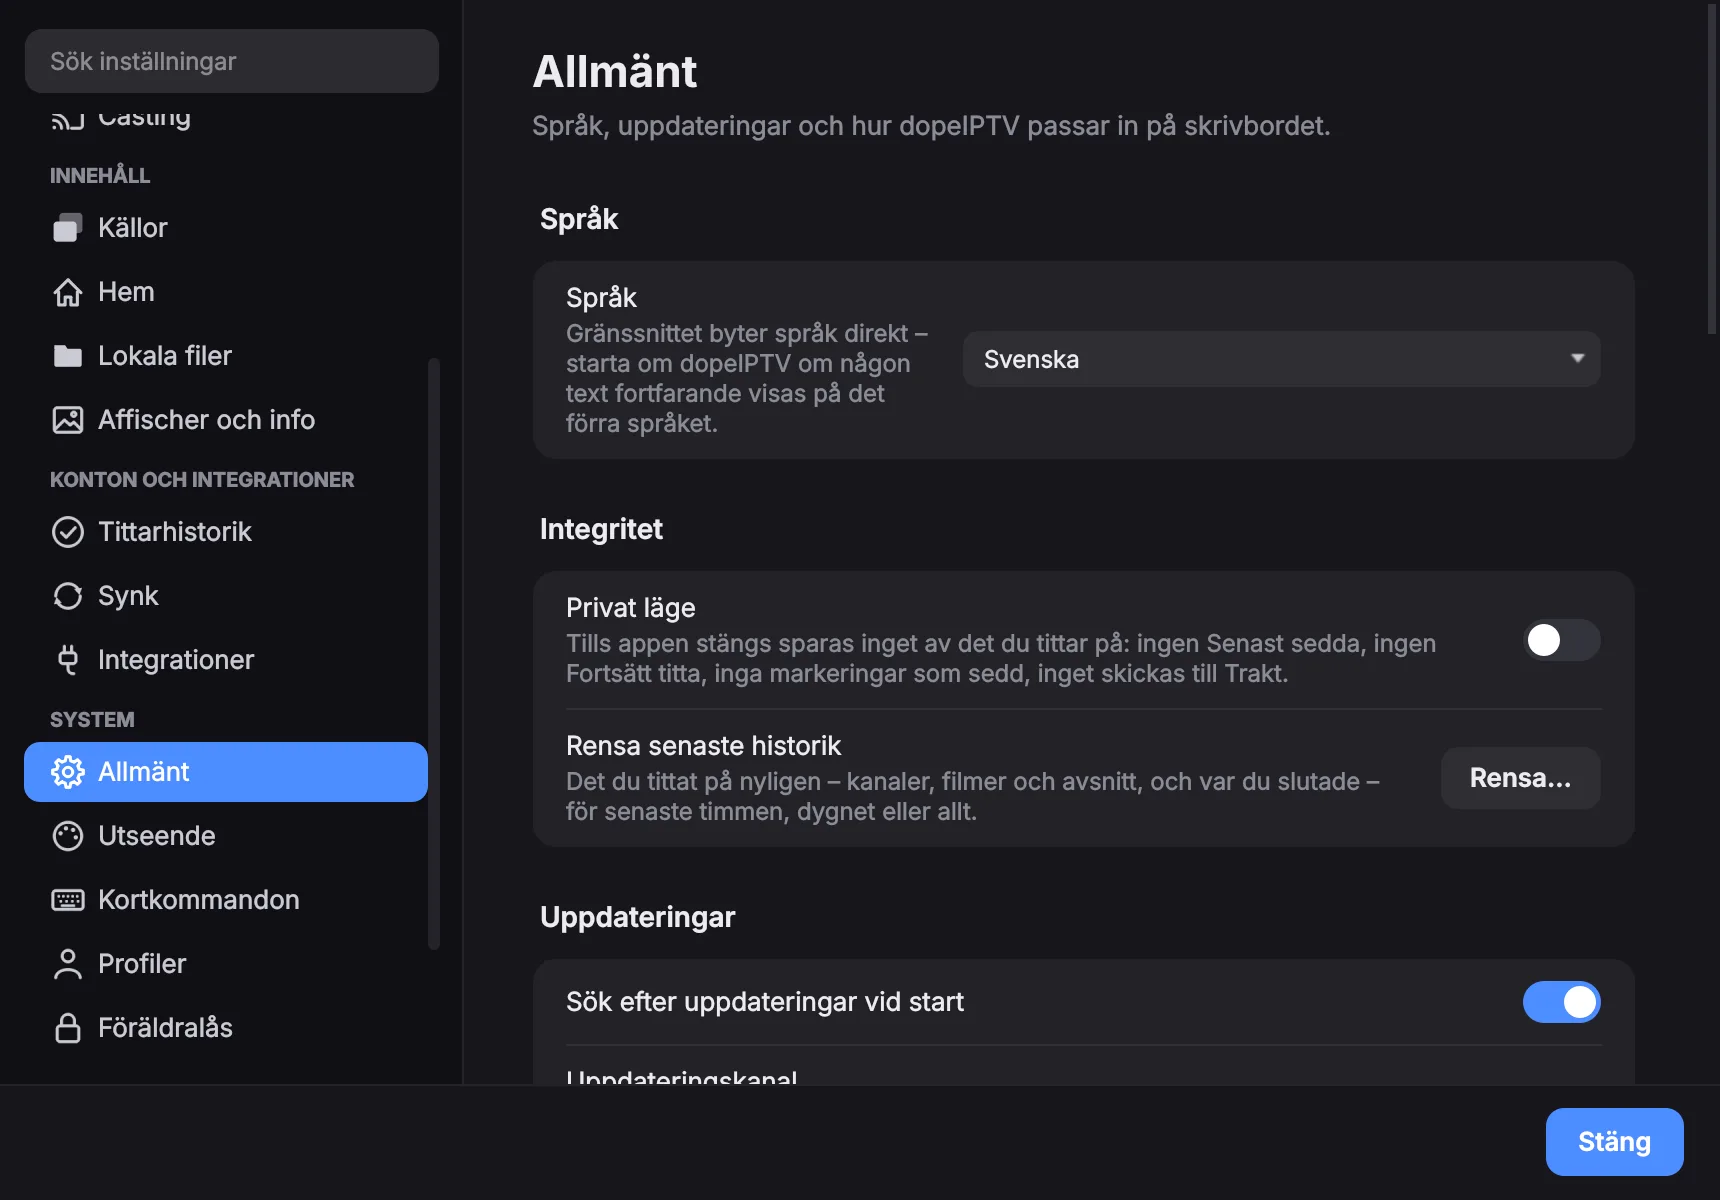 Sök inställningar
Casting
INNEHÅLL
Källor
Hem
Lokala filer
Affischer och info
KONTON OCH INTEGRATIONER
Tittarhistorik
Synk
Integrationer
SYSTEM
Allmänt
Utseende
Kortkommandon
Profiler
Föräldralås
Allmänt
Språk, uppdateringar och hur dopeIPTV passar in på skrivbordet.
Språk
Språk
Gränssnittet byter språk direkt –
starta om dopeIPTV om någon
text fortfarande visas på det
förra språket.
Svenska
Integritet
Privat läge
Tills appen stängs sparas inget av det du tittar på: ingen Senast sedda, ingen
Fortsätt titta, inga markeringar som sedd, inget skickas till Trakt.
Rensa senaste historik
Det du tittat på nyligen – kanaler, filmer och avsnitt, och var du slutade –
för senaste timmen, dygnet eller allt.
Rensa...
Uppdateringar
Sök efter uppdateringar vid start
Uppdateringskanal
Stäng